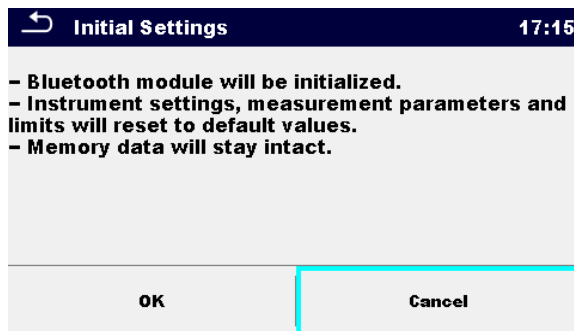 Initial Settings 17:15
– Bluetooth module will be initialized.
– Instrument settings, measurement parameters and
limits will reset to default values.
– Memory data will stay intact.
OK Cancel